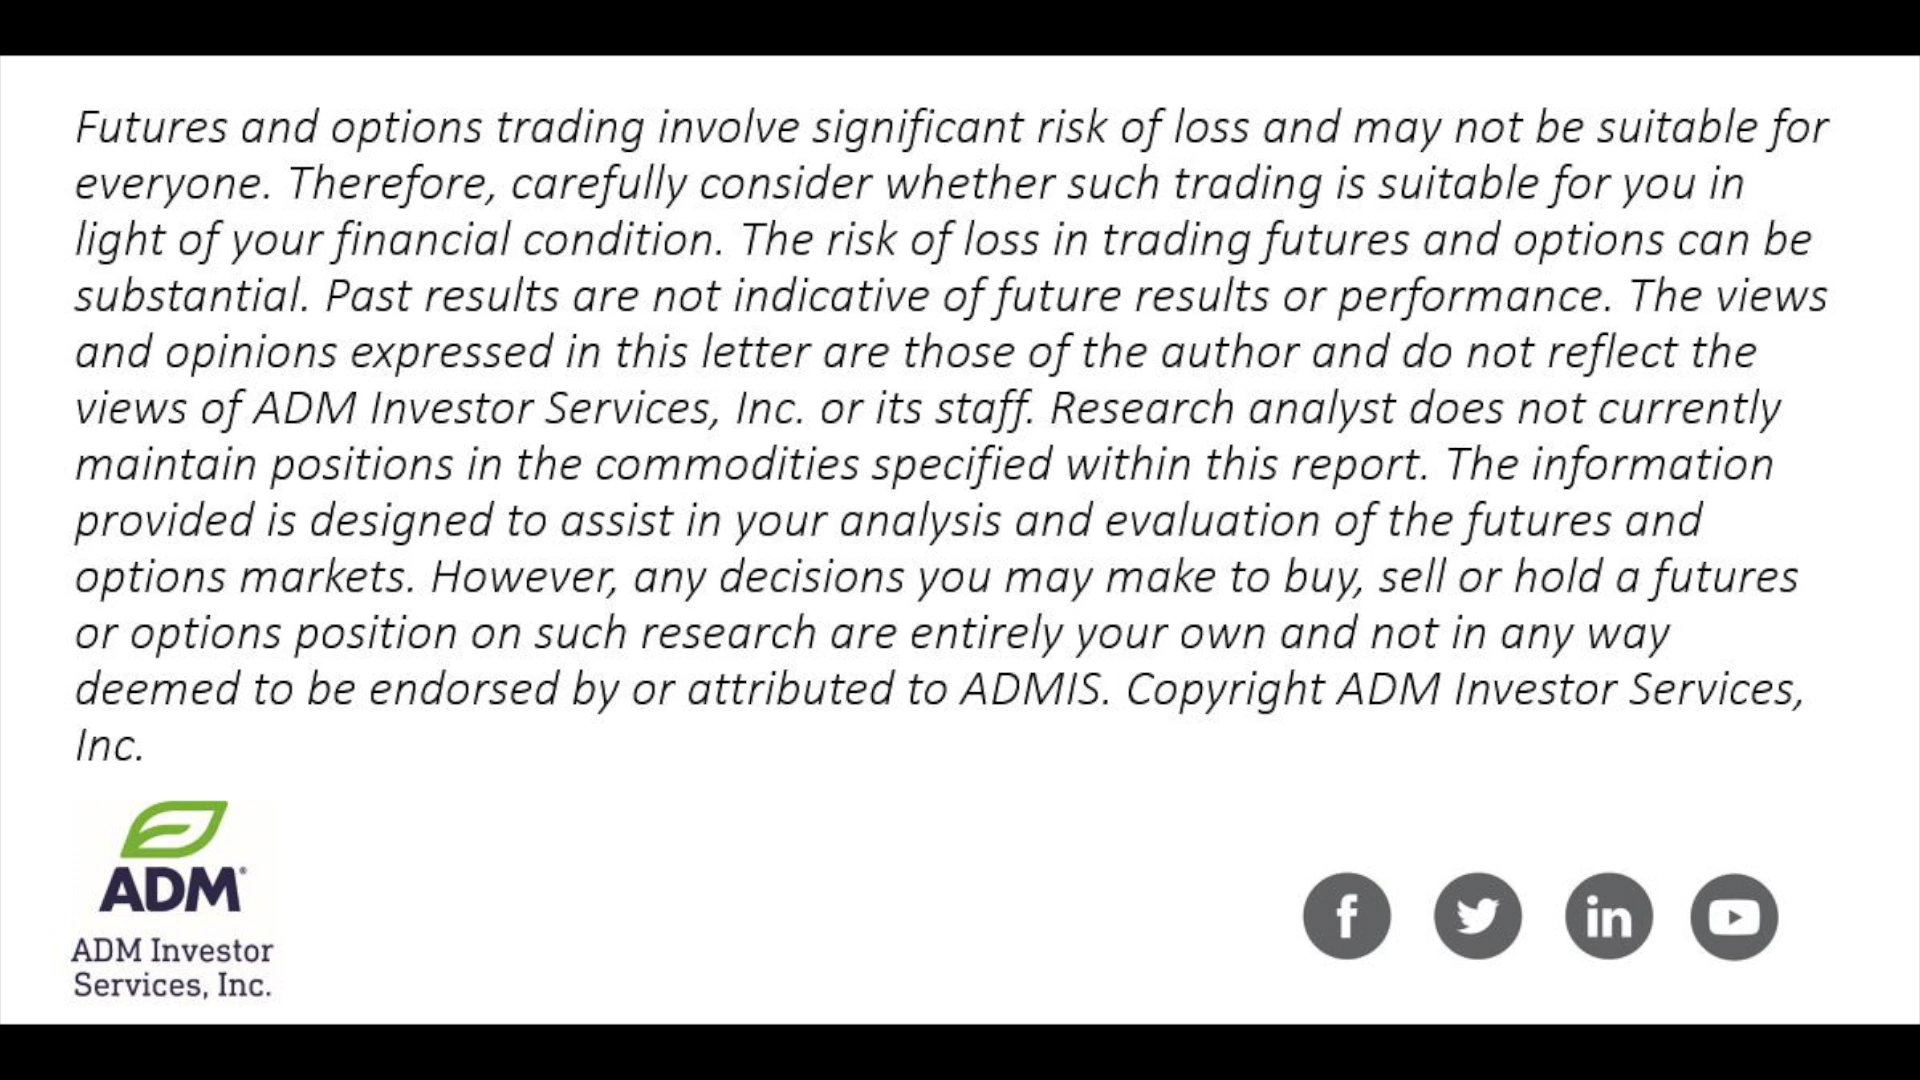 Futures and options trading involve significant risk of loss and may not be suitable for
everyone. Therefore, carefully consider whether such trading is suitable for you in
light of your financial condition. The risk of loss in trading futures and options can be
substantial. Past results are not indicative of future results or performance. The views
and opinions expressed in this letter are those of the author and do not reflect the
views of ADM Investor Services, Inc. or its staff. Research analyst does not currently
maintain positions in the commodities specified within this report. The information
provided is designed to assist in your analysis and evaluation of the futures and
options markets. However, any decisions you may make to buy, sell or hold a futures
or options position on such research are entirely your own and not in any way
deemed to be endorsed by or attributed to ADMIS. Copyright ADM Investor Services,
Inc.
ADM®
ADM Investor
Services, Inc.
f
in